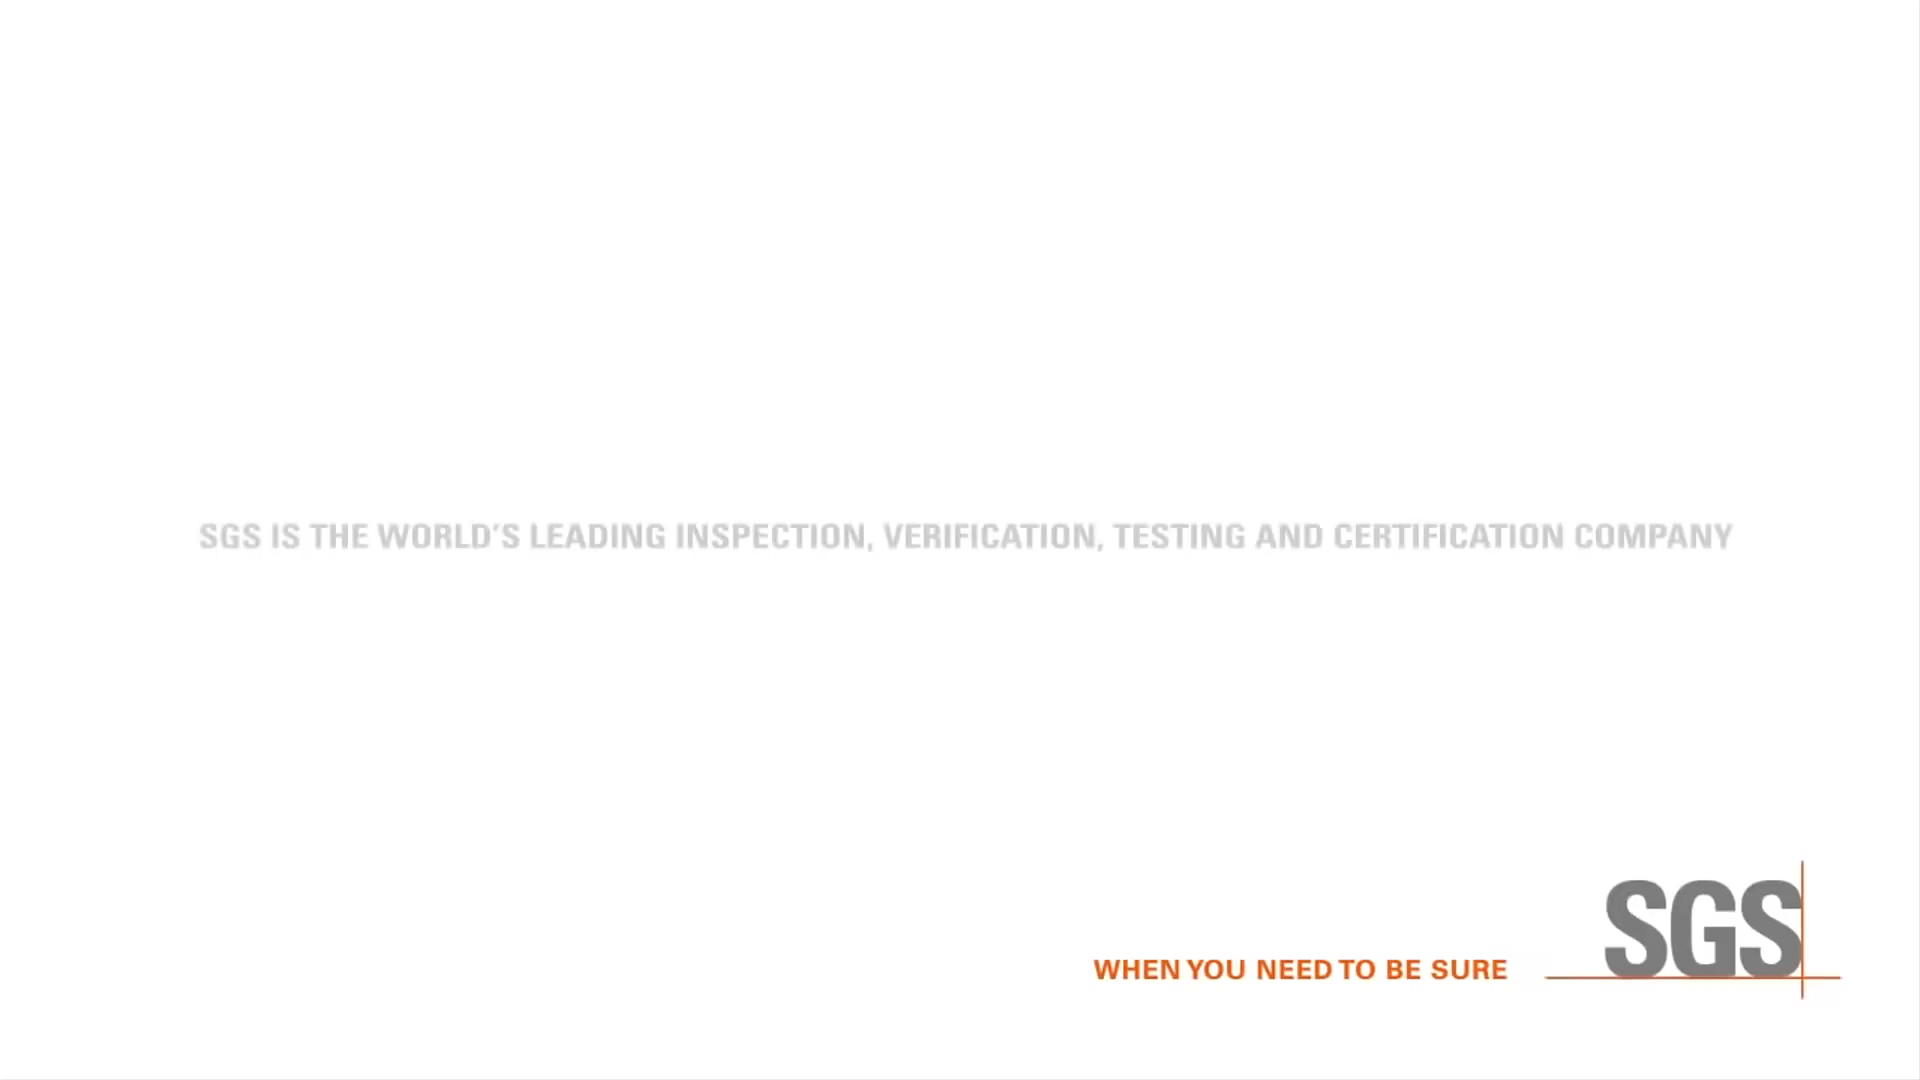 SGS IS THE WORLD’S LEADING INSPECTION, VERIFICATION, TESTING AND CERTIFICATION COMPANY
WHEN YOU NEED TO BE SURE
SGS